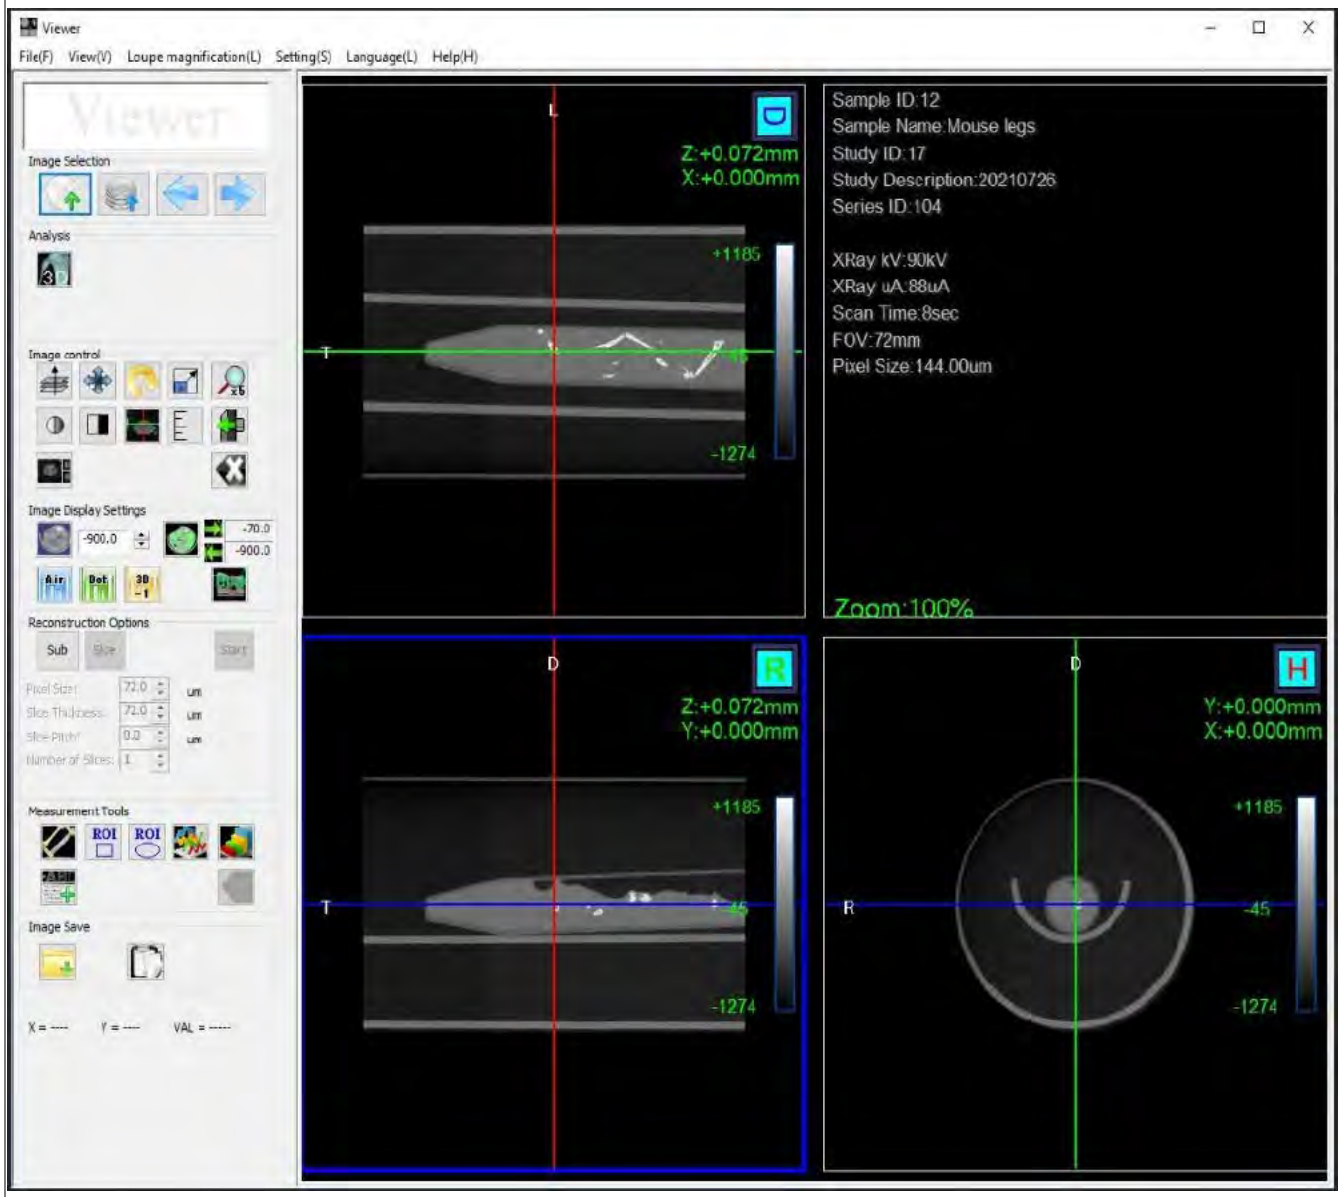 Viewer
File(F) View(V) Loupe magnification(L) Setting(S) Language(L) Help(H)
Viewer
Image Selection
Analysis
3D
Image control
x6
Image Display Settings
-900.0
-70.0
-900.0
Air Dot 3D -1
Reconstruction Options
Sub Slice Start
Pixel Size: 72.0 um
Slice Thickness: 72.0 um
Slice Pitch: 0.0 um
Number of Slices: 1
Measurement Tools
ROI ROI
Image Save
X = ---- Y = ---- VAL = -----
L
D
Z:+0.072mm
X:+0.000mm
+1185
T
-45
-1274
Sample ID:12
Sample Name:Mouse legs
Study ID:17
Study Description:20210726
Series ID:104
XRay kV:90kV
XRay uA:88uA
Scan Time:8sec
FOV:72mm
Pixel Size:144.00um
Zoom:100%
D
R
Z:+0.072mm
Y:+0.000mm
+1185
T
-45
-1274
D
H
Y:+0.000mm
X:+0.000mm
+1185
R
-45
-1274